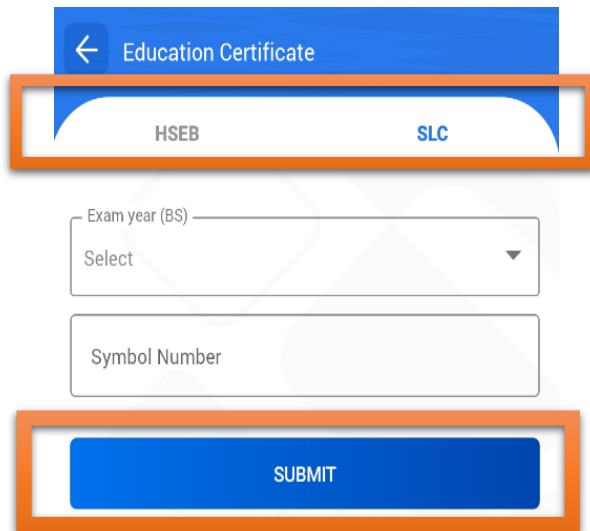 Education Certificate
HSEB SLC
Exam year (BS)
Select
Symbol Number
SUBMIT